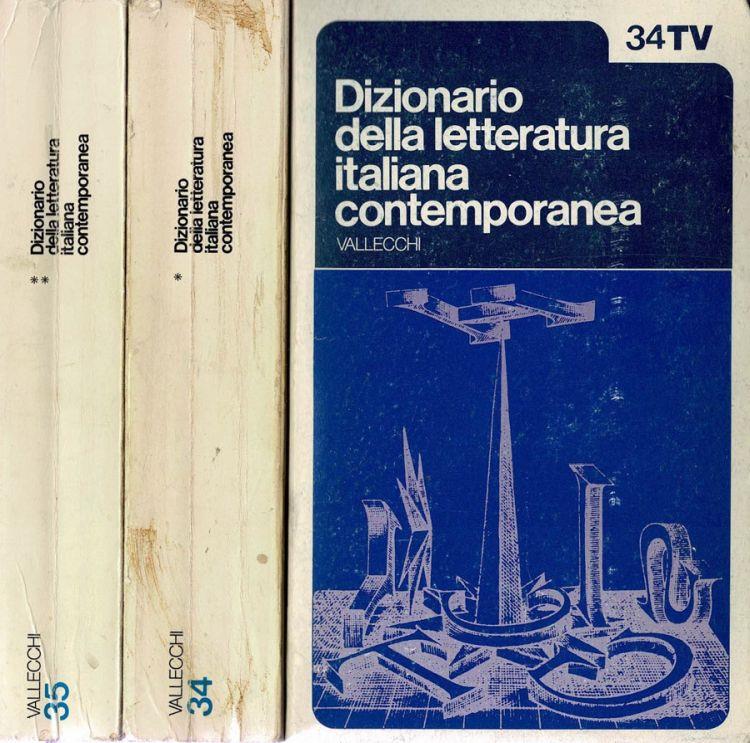 **
Dizionario
della letteratura
italiana
contemporanea
VALLECCHI
35
*
Dizionario
della letteratura
italiana
contemporanea
VALLECCHI
34
34TV
Dizionario
della letteratura
italiana
contemporanea
VALLECCHI